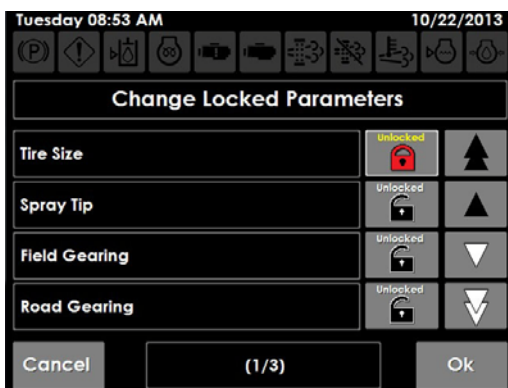 Tuesday 08:53 AM 10/22/2013
(P)
Change Locked Parameters
Tire Size Unlocked
Spray Tip Unlocked
Field Gearing Unlocked
Road Gearing Unlocked
Cancel (1/3) Ok